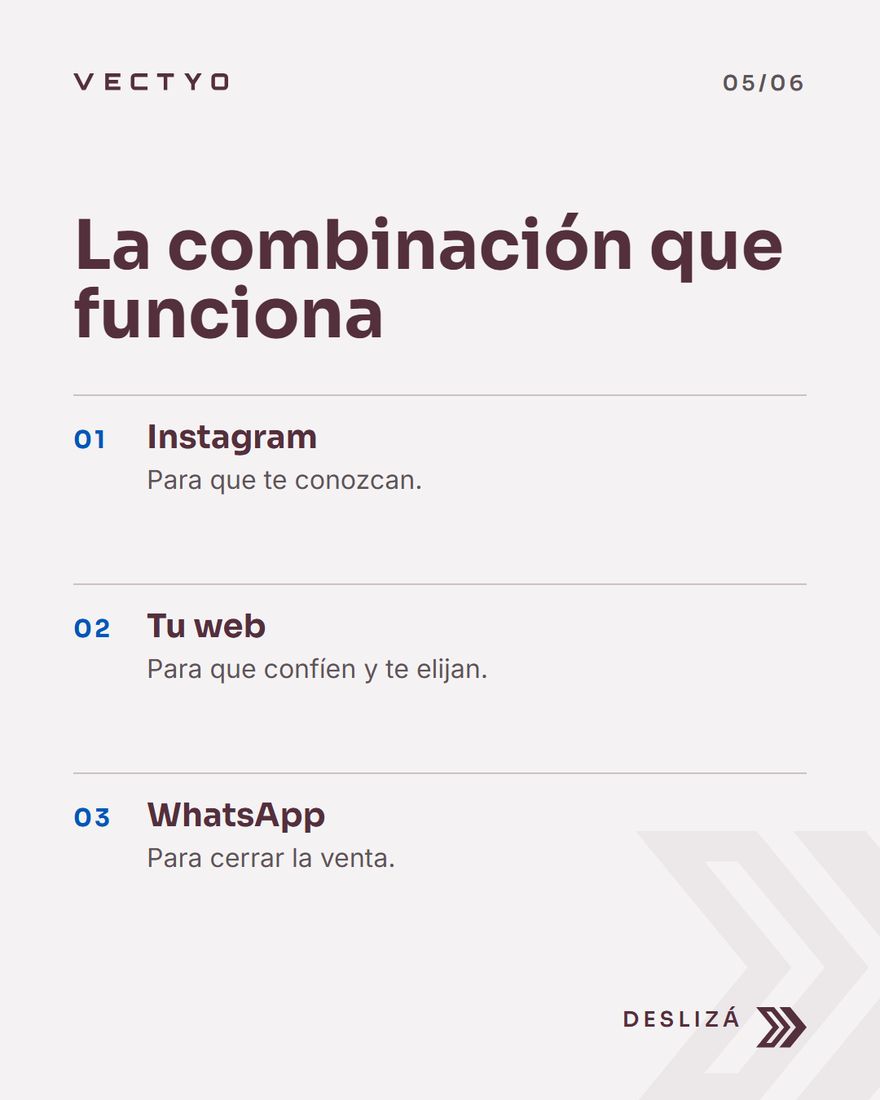 VECTYO
05/06
La combinación que
funciona
01 Instagram
Para que te conozcan.
02 Tu web
Para que confíen y te elijan.
03 WhatsApp
Para cerrar la venta.
DESLIZÁ